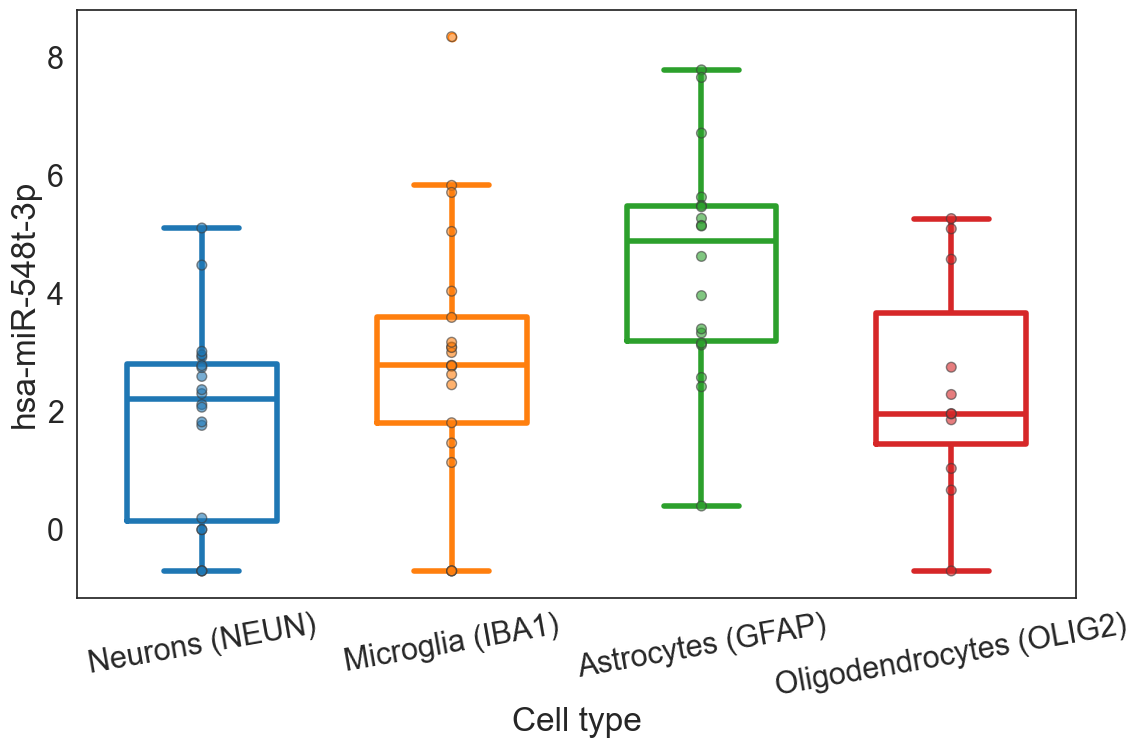 hsa-miR-548t-3p
8
6
4
2
0
Neurons (NEUN)
Microglia (IBA1)
Astrocytes (GFAP)
Oligodendrocytes (OLIG2)
Cell type